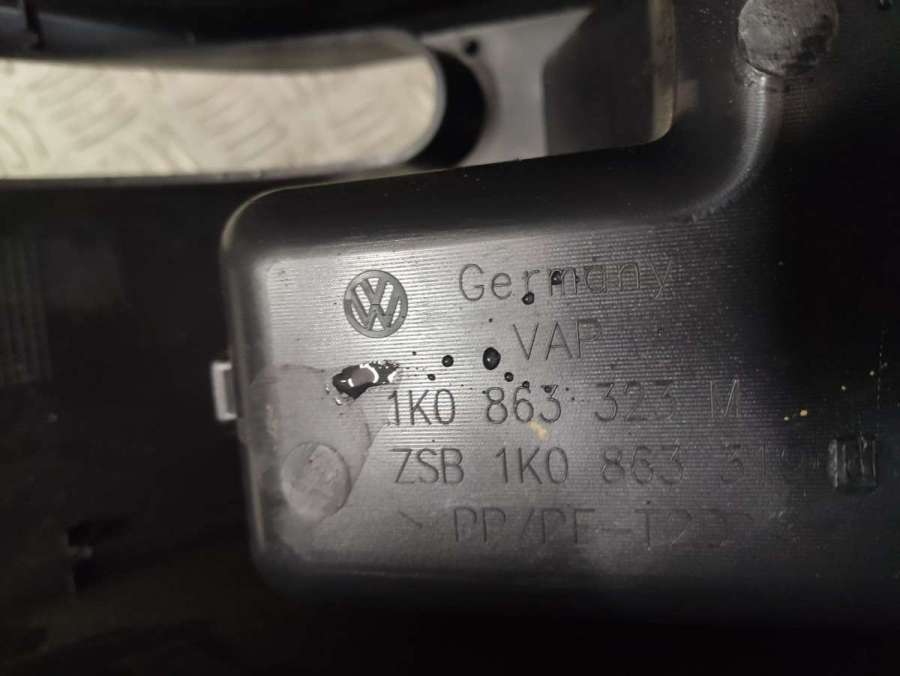 Germany
VAP
1K0 863 323 M
ZSB 1K0 863 319